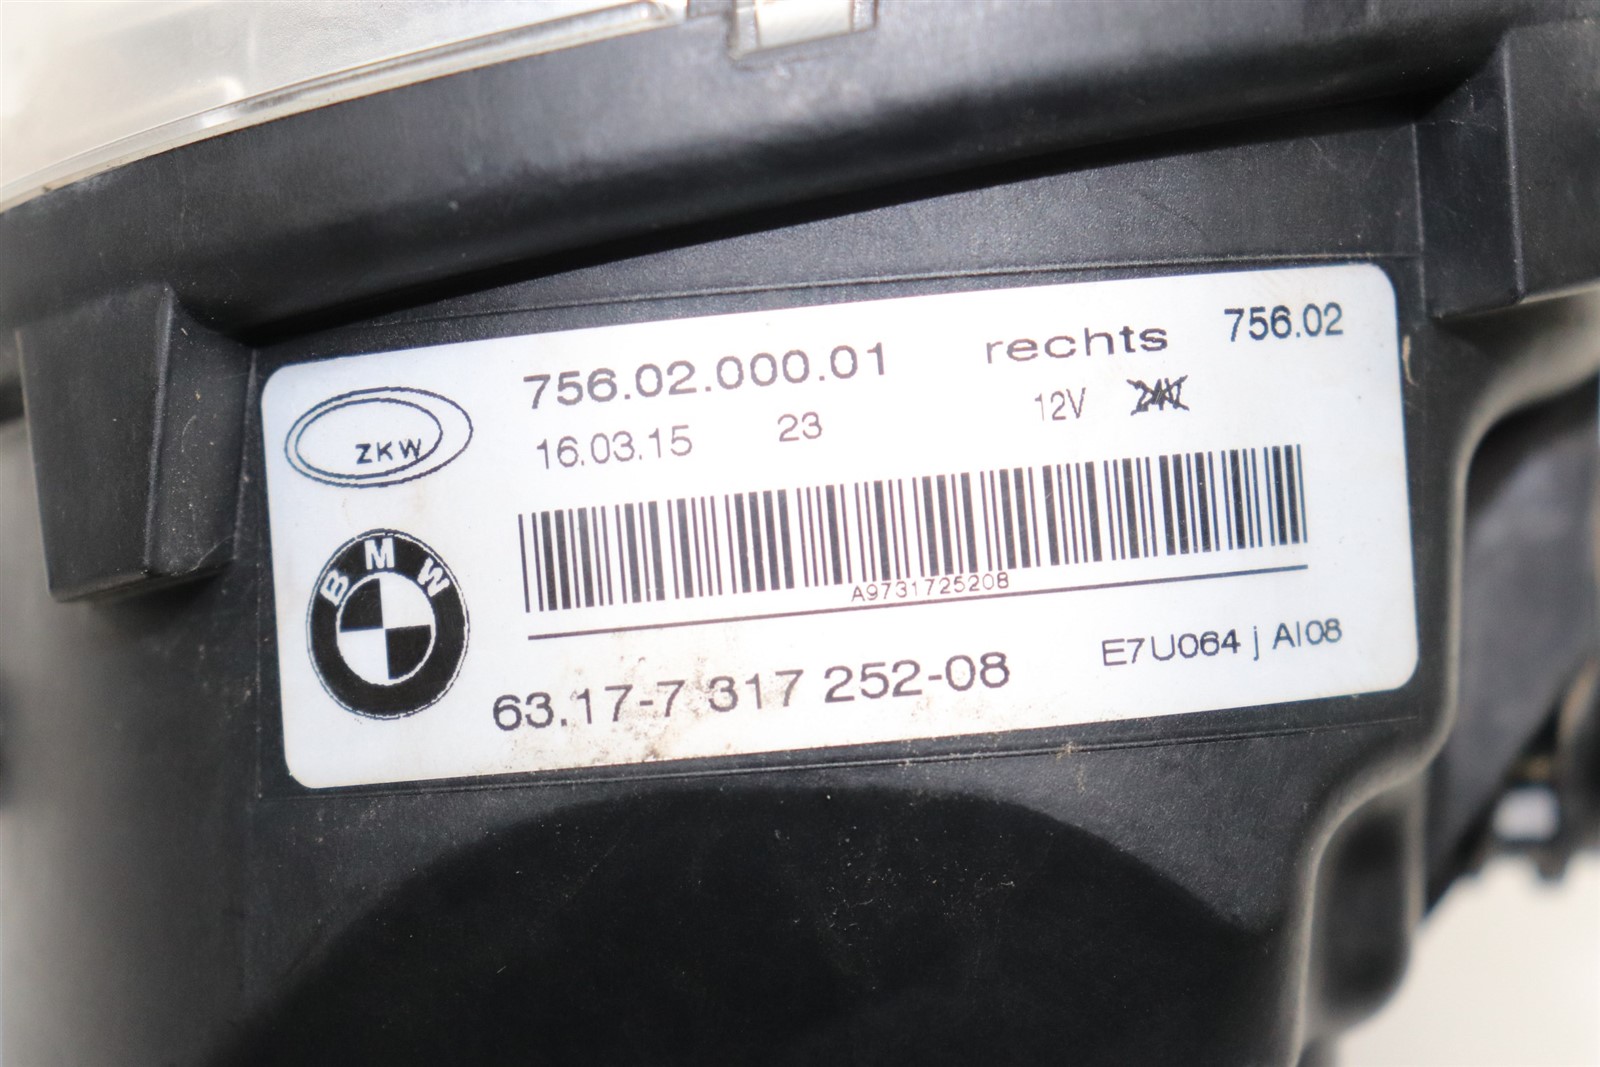 756.02.000.01 rechts 756.02
ZKW
16.03.15 23 12V
A9731725208
BMW
E7U064 j AI08
63.17-7 317 252-08